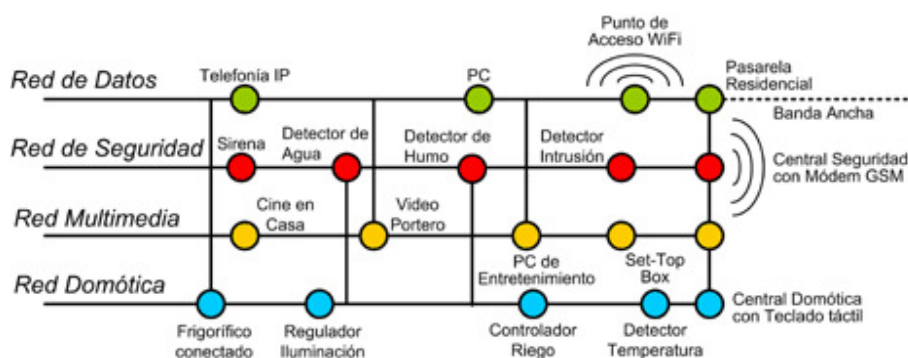 Punto de
Acceso WiFi
Red de Datos
Telefonía IP
PC
Pasarela
Residencial
Banda Ancha
Red de Seguridad
Sirena
Detector de
Agua
Detector de
Humo
Detector
Intrusión
Central Seguridad
con Módem GSM
Red Multimedia
Cine en
Casa
Video
Portero
PC de
Entretenimiento
Set-Top
Box
Red Domótica
Frigorífico
conectado
Regulador
Iluminación
Controlador
Riego
Detector
Temperatura
Central Domótica
con Teclado táctil